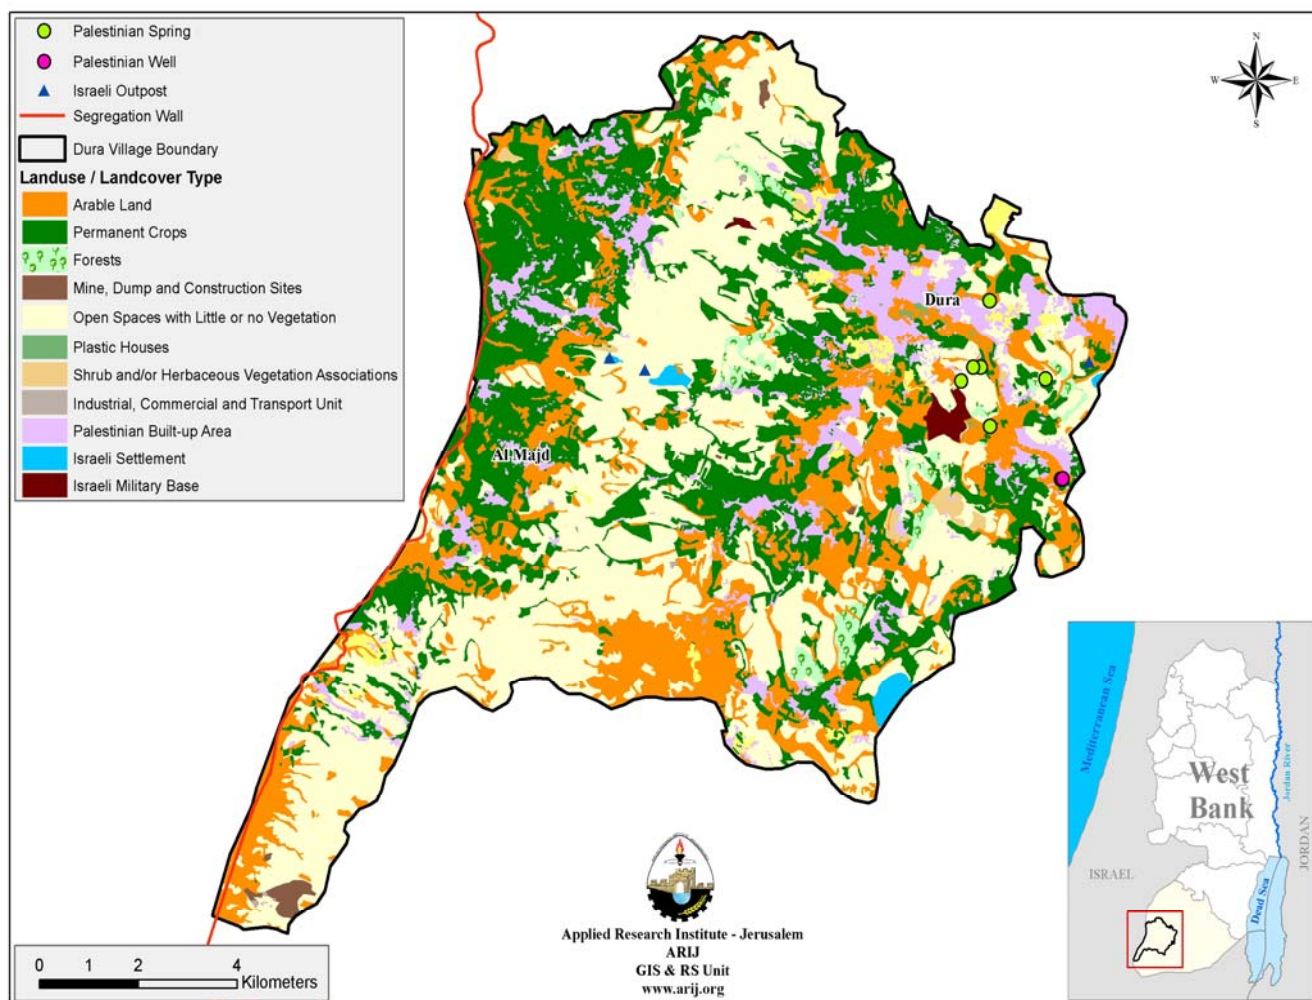 Palestinian Spring
Palestinian Well
Israeli Outpost
Segregation Wall
Dura Village Boundary
Landuse / Landcover Type
Arable Land
Permanent Crops
Forests
Mine, Dump and Construction Sites
Open Spaces with Little or no Vegetation
Plastic Houses
Shrub and/or Herbaceous Vegetation Associations
Industrial, Commercial and Transport Unit
Palestinian Built-up Area
Israeli Settlement
Israeli Military Base
N
W
E
S
Dura
Al Majd
Mediterranean Sea
West
Bank
Jordan River
JORDAN
ISRAEL
Dead Sea
Applied Research Institute - Jerusalem
ARIJ
GIS & RS Unit
www.arij.org
0 1 2 4
Kilometers